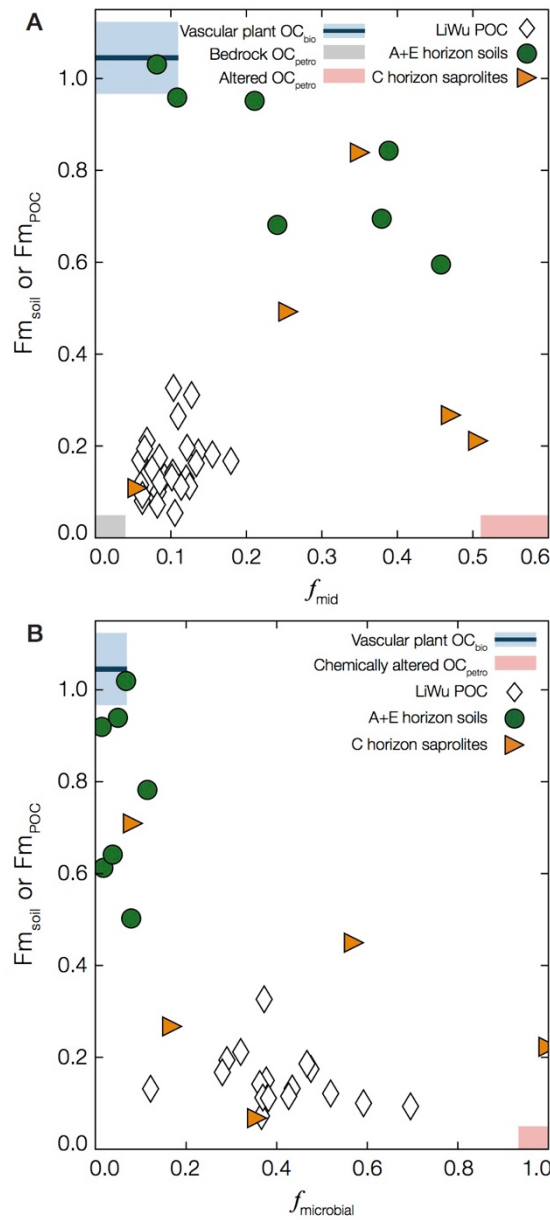 A
Vascular plant OCbio
Bedrock OCpetro
Altered OCpetro
LiWu POC
A+E horizon soils
C horizon saprolites
1.0
0.8
0.6
0.4
0.2
0.0
Fmsoil or FmPOC
0.0 0.1 0.2 0.3 0.4 0.5 0.6
fmid
B
Vascular plant OCbio
Chemically altered OCpetro
LiWu POC
A+E horizon soils
C horizon saprolites
1.0
0.8
0.6
0.4
0.2
0.0
Fmsoil or FmPOC
0.0 0.2 0.4 0.6 0.8 1.0
fmicrobial